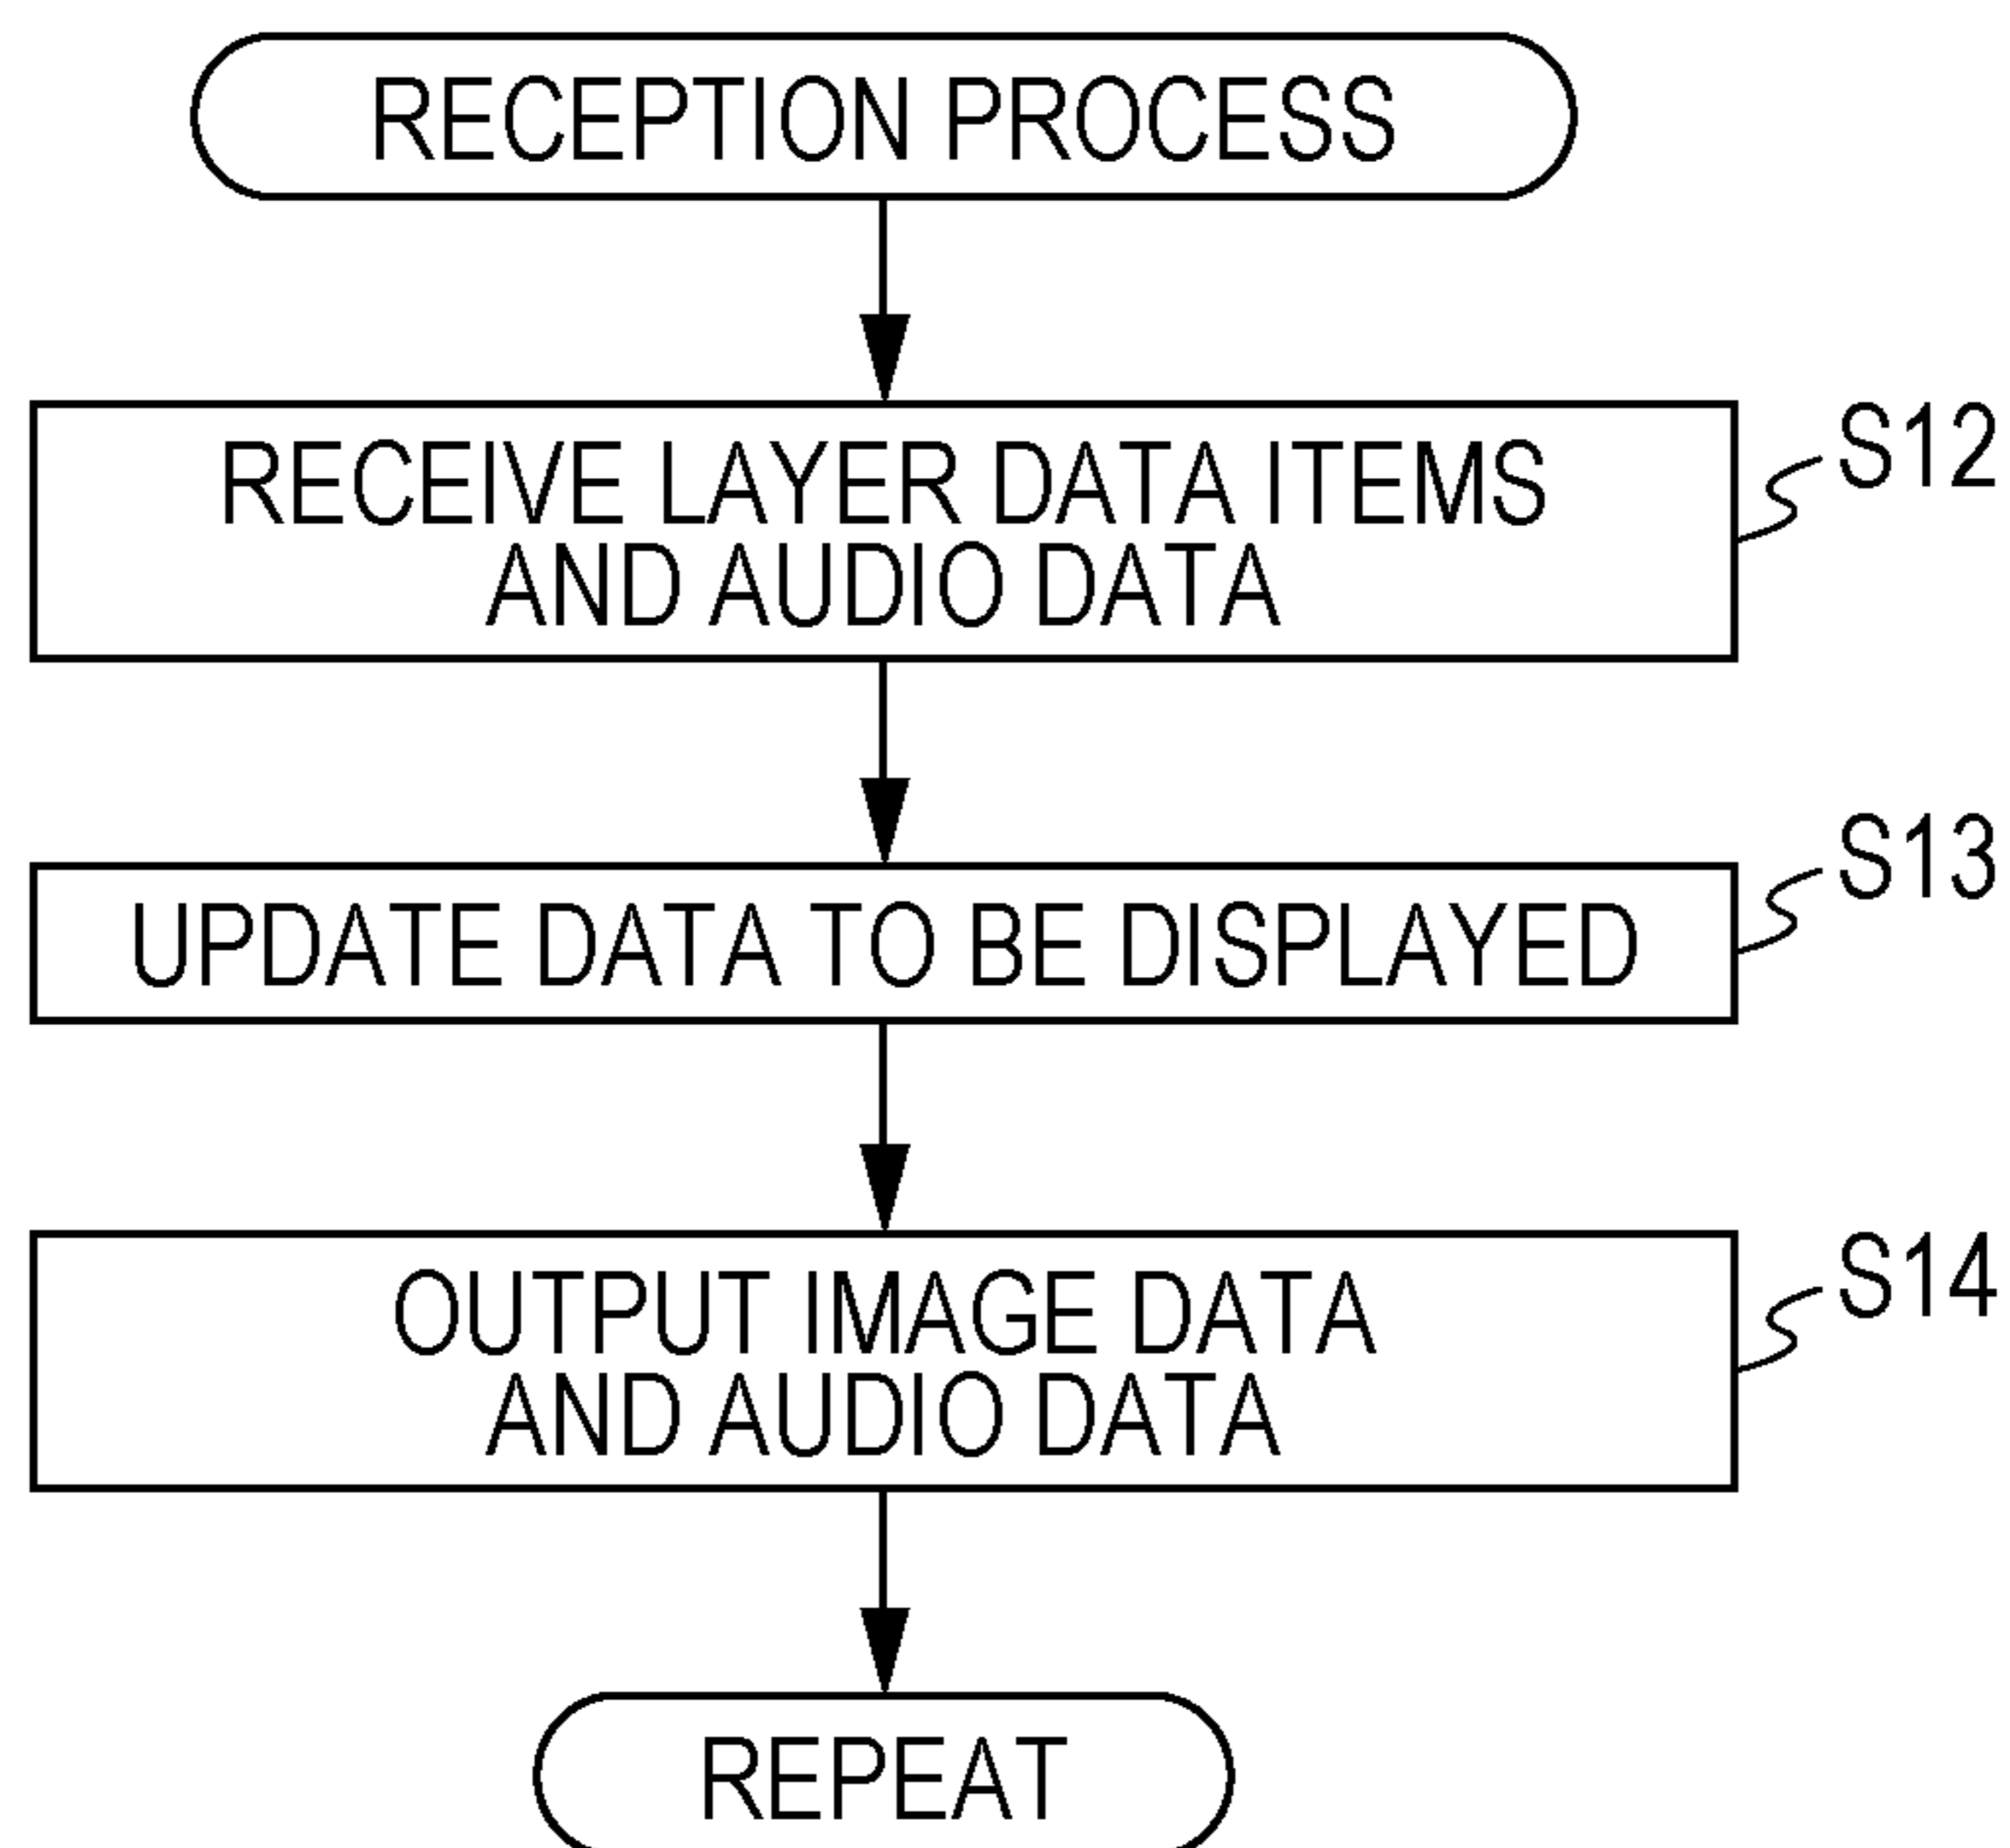 RECEPTION PROCESS
RECEIVE LAYER DATA ITEMS
AND AUDIO DATA
S12
UPDATE DATA TO BE DISPLAYED
S13
OUTPUT IMAGE DATA
AND AUDIO DATA
S14
REPEAT